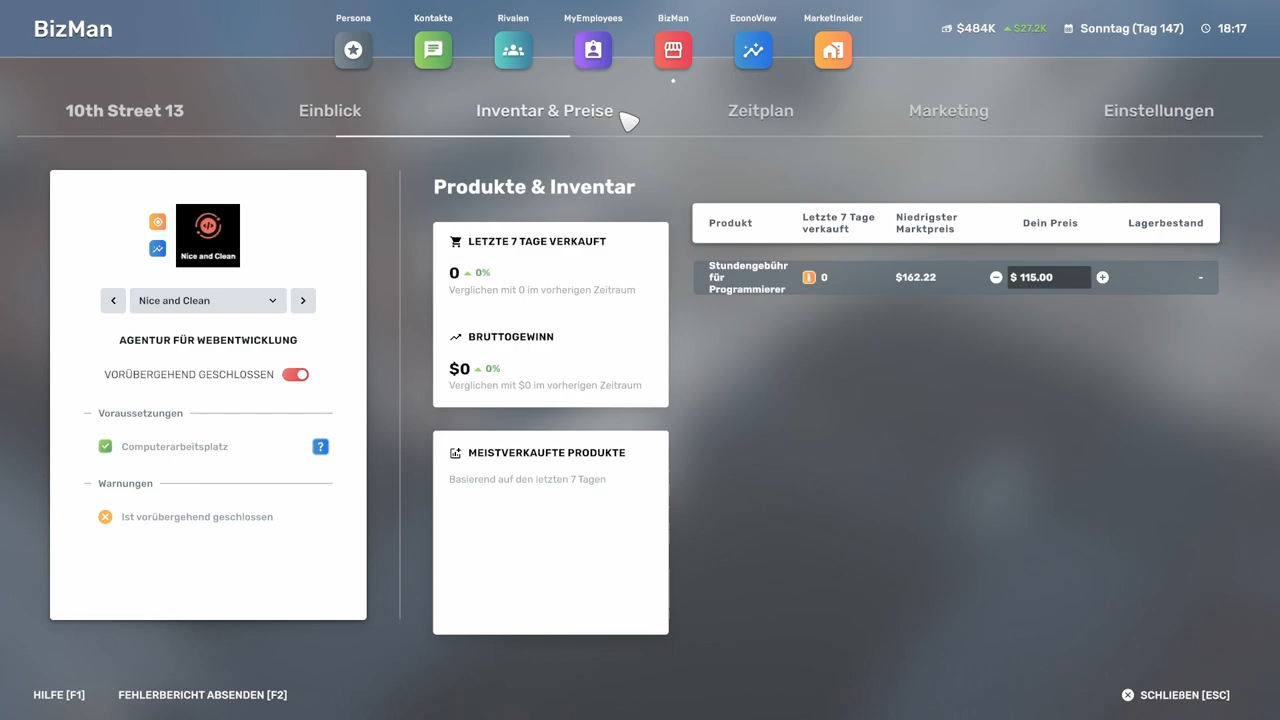 BizMan
Persona
Kontakte
Rivalen
MyEmployees
BizMan
EconoView
MarketInsider
$484K
$27.2K
Sonntag (Tag 147)
18:17
10th Street 13
Einblick
Inventar & Preise
Zeitplan
Marketing
Einstellungen
Nice and Clean
Nice and Clean
AGENTUR FÜR WEBENTWICKLUNG
VORÜBERGEHEND GESCHLOSSEN
Voraussetzungen
Computerarbeitsplatz
?
Warnungen
Ist vorübergehend geschlossen
Produkte & Inventar
LETZTE 7 TAGE VERKAUFT
0 0%
Verglichen mit 0 im vorherigen Zeitraum
BRUTTOGEWINN
$0 0%
Verglichen mit $0 im vorherigen Zeitraum
MEISTVERKAUFTE PRODUKTE
Basierend auf den letzten 7 Tagen
Produkt
Letzte 7 Tage
verkauft
Niedrigster
Marktpreis
Dein Preis
Lagerbestand
Stundengebühr
für
Programmierer
0
$162.22
$ 115.00
-
HILFE [F1]
FEHLERBERICHT ABSENDEN [F2]
SCHLIEẞEN [ESC]